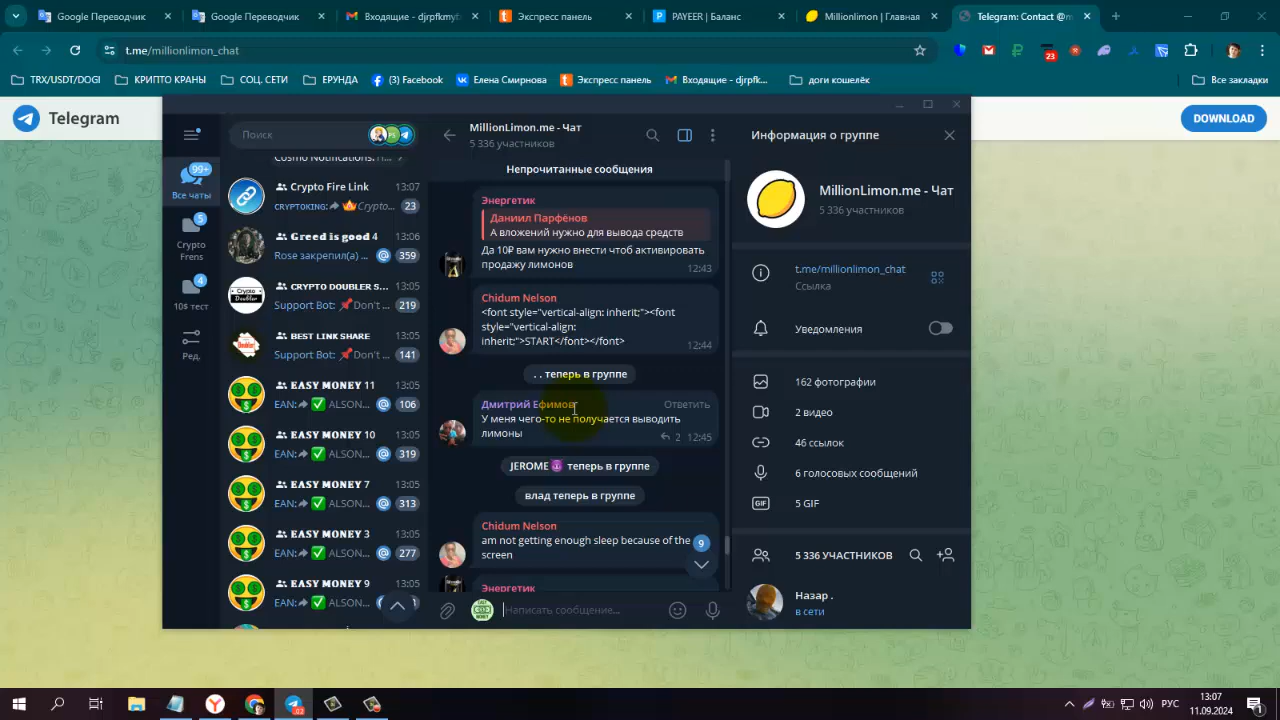 Google Переводчик
Google Переводчик
Входящие - djrpfkmyt
Экспресс панель
PAYEER | Баланс
Millionlimon | Главная
Telegram: Contact @m
t.me/millionlimon_chat
23
TRX/USDT/DOGI
КРИПТО КРАНЫ
СОЦ. СЕТИ
ЕРУНДА
(3) Facebook
Елена Смирнова
Экспресс панель
Входящие - djrpfk...
доги кошелёк
Все закладки
Telegram
DOWNLOAD
Поиск
99+
Все чаты
5
Crypto
Frens
4
10$ тест
Ред.
Crypto Fire Link 13:07
CRYPTOKING: Crypto... 23
Greed is good 4 13:06
Rose закрепил(а) ... @ 359
CRYPTO DOUBLER S... 13:05
Support Bot: Don't ... 219
BEST LINK SHARE 13:05
Support Bot: Don't ... 141
EASY MONEY 11 13:05
EAN: ALSON... @ 106
EASY MONEY 10 13:05
EAN: ALSON... @ 319
EASY MONEY 7 13:05
EAN: ALSON... @ 313
EASY MONEY 3 13:05
EAN: ALSON... @ 277
EASY MONEY 9 13:05
EAN: ALSON...
MillionLimon.me - Чат
5 336 участников
Непрочитанные сообщения
Энергетик
Даниил Парфёнов
А вложений нужно для вывода средств
Да 10₽ вам нужно внести чтоб активировать
продажу лимонов
12:43
Chidum Nelson
<font style="vertical-align: inherit;"><font
style="vertical-align:
inherit;">START</font></font>
12:44
. . теперь в группе
Дмитрий Ефимов Ответить
У меня чего-то не получается выводить
лимоны
2 12:45
JEROME теперь в группе
влад теперь в группе
Chidum Nelson
am not getting enough sleep because of the
screen
9
Энергетик
Написать сообщение...
Информация о группе
MillionLimon.me - Чат
5 336 участников
t.me/millionlimon_chat
Ссылка
Уведомления
162 фотографии
2 видео
46 ссылок
6 голосовых сообщений
GIF
5 GIF
5 336 УЧАСТНИКОВ
Назар .
в сети
РУС
13:07
11.09.2024
1